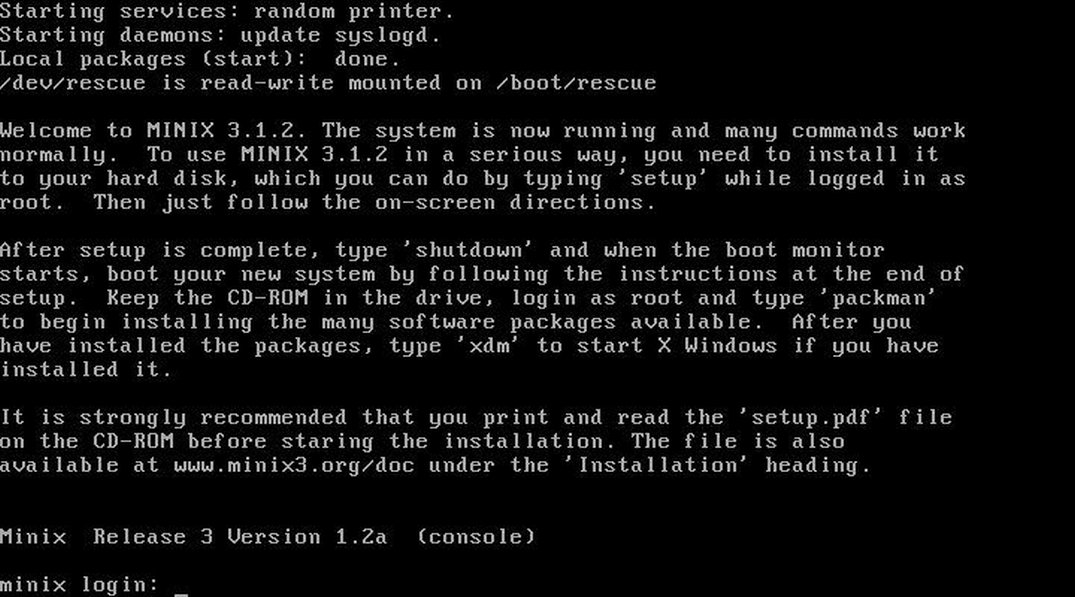 Starting services: random printer.
Starting daemons: update syslogd.
Local packages (start):  done.
/dev/rescue is read-write mounted on /boot/rescue
Welcome to MINIX 3.1.2. The system is now running and many commands work
normally.  To use MINIX 3.1.2 in a serious way, you need to install it
to your hard disk, which you can do by typing 'setup' while logged in as
root.  Then just follow the on-screen directions.
After setup is complete, type 'shutdown' and when the boot monitor
starts, boot your new system by following the instructions at the end of
setup.  Keep the CD-ROM in the drive, login as root and type 'packman'
to begin installing the many software packages available.  After you
have installed the packages, type 'xdm' to start X Windows if you have
installed it.
It is strongly recommended that you print and read the 'setup.pdf' file
on the CD-ROM before staring the installation. The file is also
available at www.minix3.org/doc under the 'Installation' heading.
Minix  Release 3 Version 1.2a  (console)
minix login: _